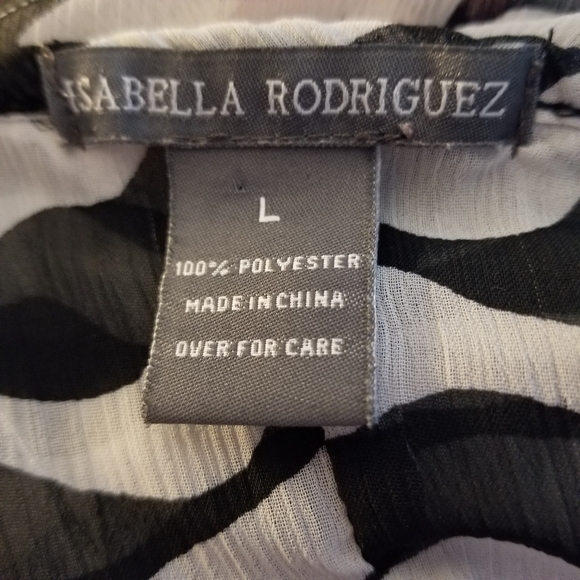 ISABELLA RODRIGUEZ
L
100% POLYESTER
MADE IN CHINA
OVER FOR CARE